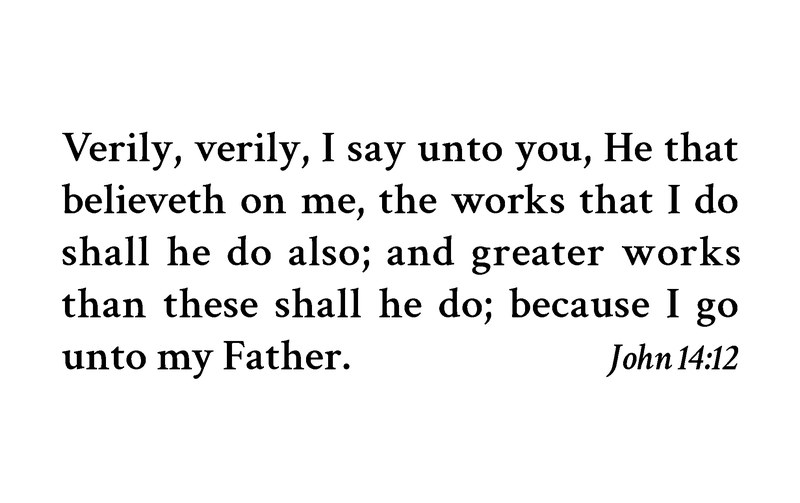 Verily, verily, I say unto you, He that
believeth on me, the works that I do
shall he do also; and greater works
than these shall he do; because I go
unto my Father. John 14:12